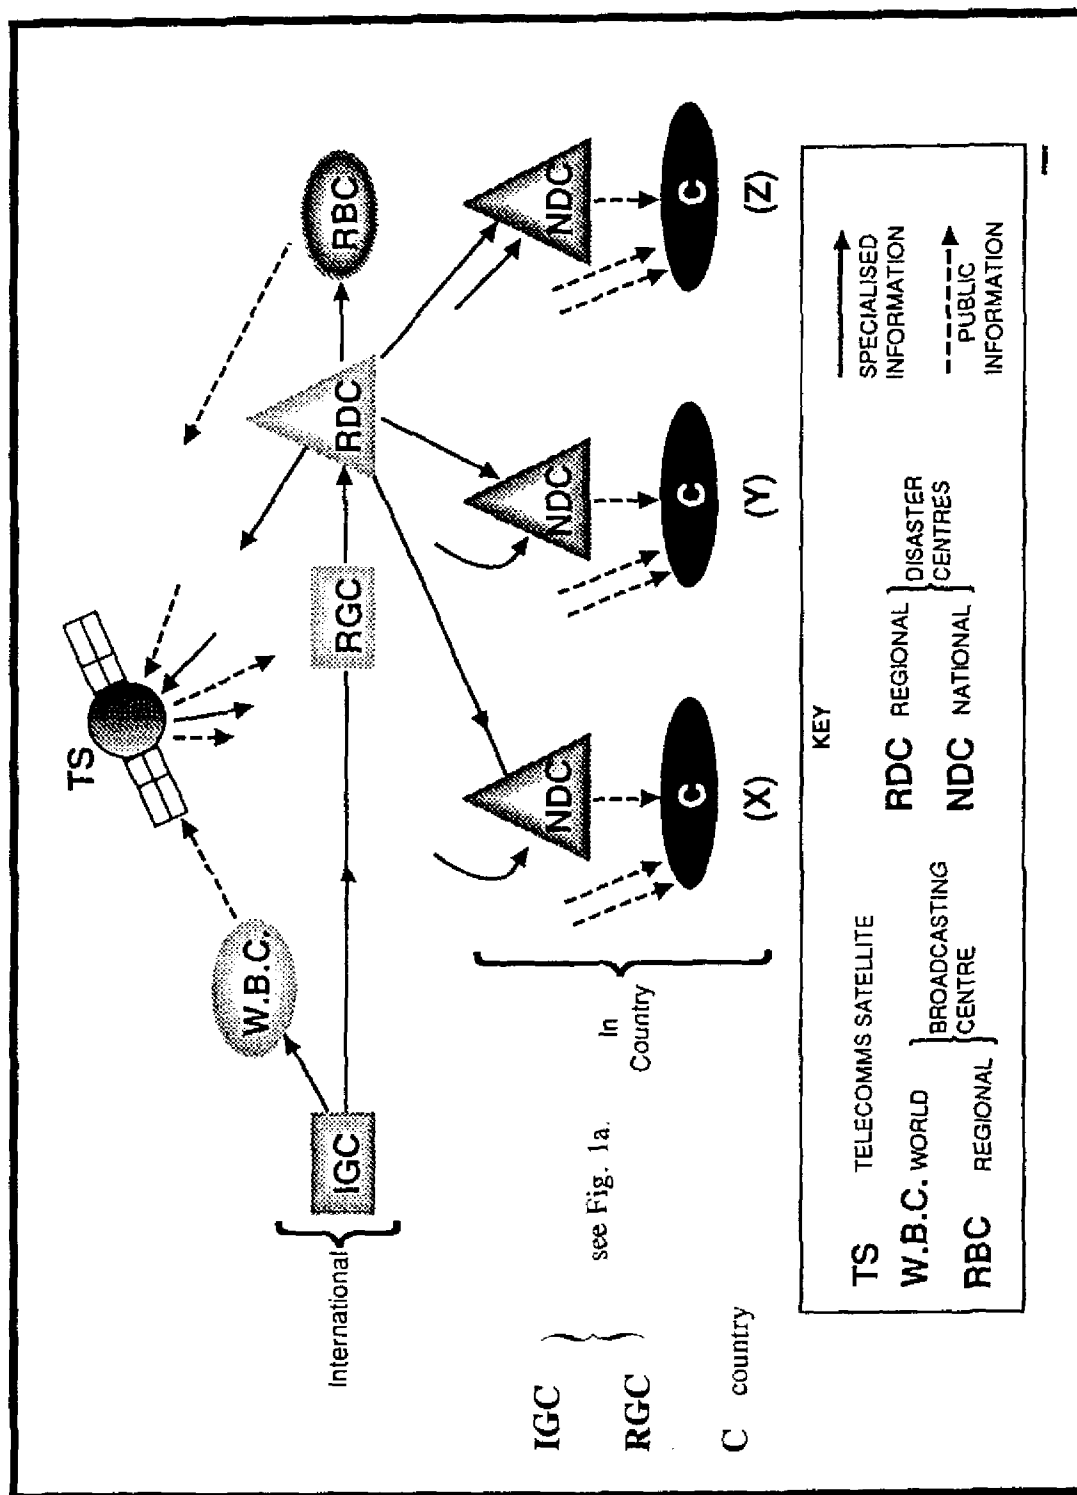 TS
W.B.C.
International
IGC
RGC
RDC
RBC
In
Country
NDC
NDC
NDC
C
C
C
(X)
(Y)
(Z)
IGC
RGC
see Fig. 1a.
C country
KEY
TS TELECOMMS SATELLITE
W.B.C. WORLD
RBC REGIONAL
BROADCASTING
CENTRE
RDC REGIONAL
NDC NATIONAL
DISASTER
CENTRES
SPECIALISED
INFORMATION
PUBLIC
INFORMATION